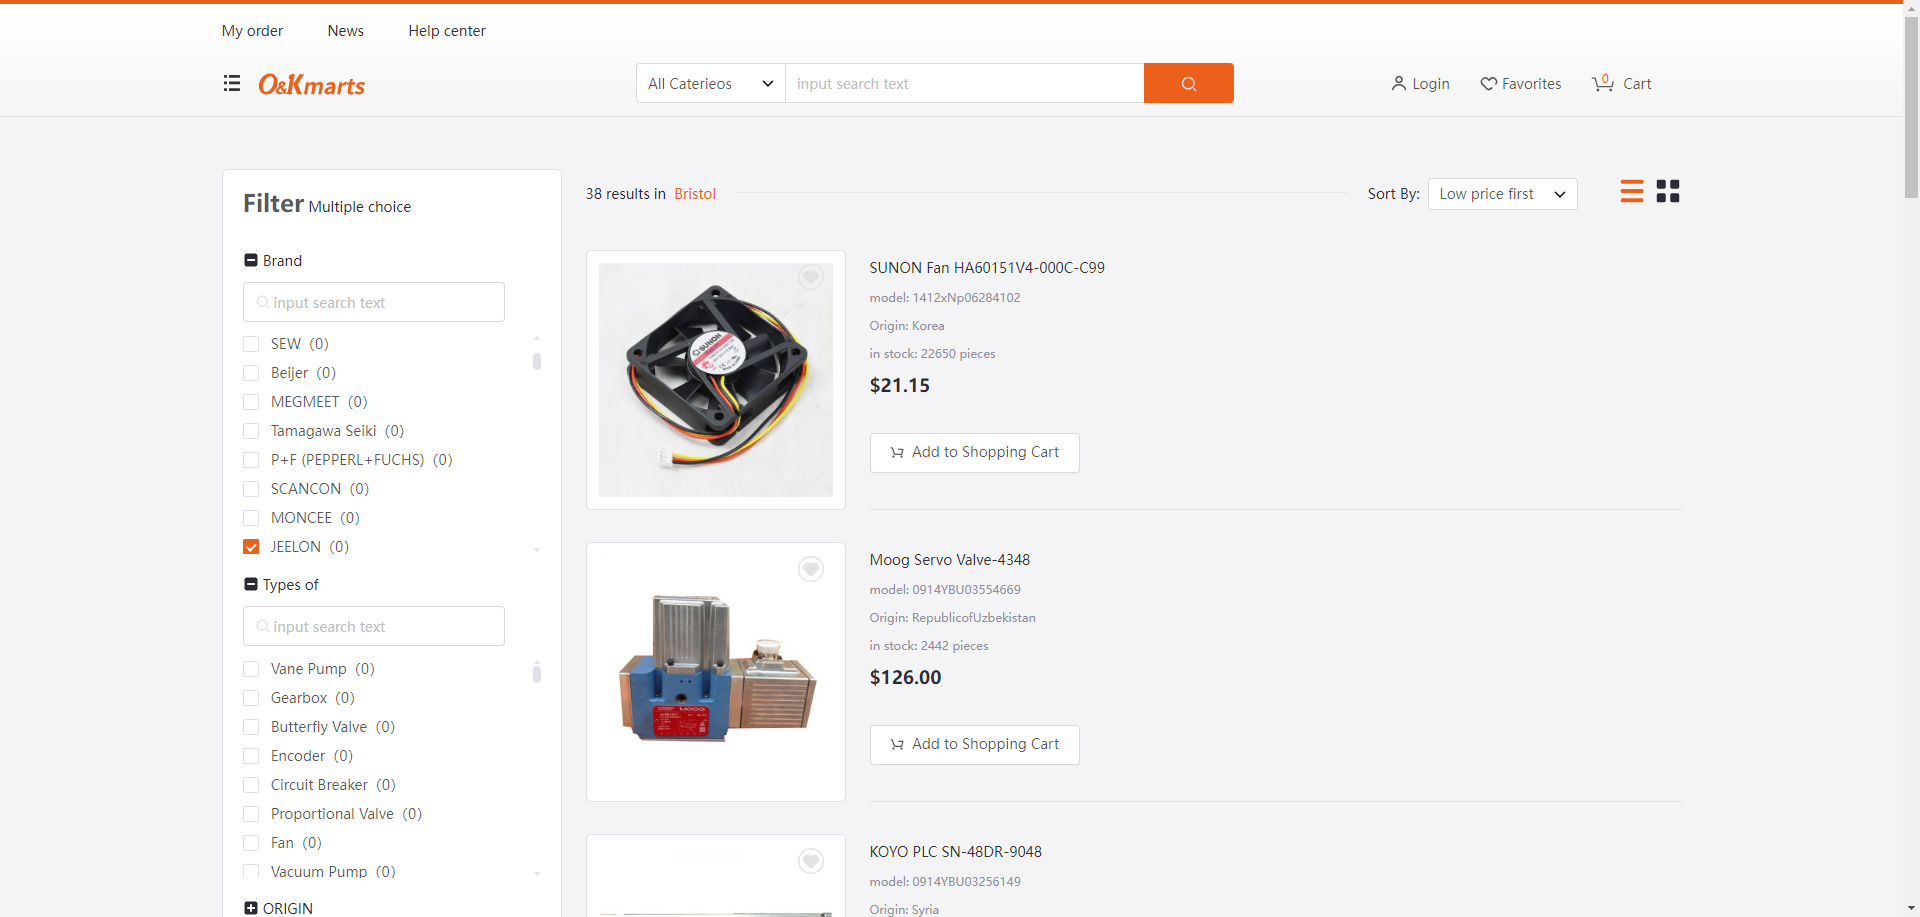 My order News Help center
O&Kmarts
All Caterieos input search text
Login Favorites 0 Cart
Filter Multiple choice
Brand
input search text
SEW (0)
Beijer (0)
MEGMEET (0)
Tamagawa Seiki (0)
P+F (PEPPERL+FUCHS) (0)
SCANCON (0)
MONCEE (0)
JEELON (0)
Types of
input search text
Vane Pump (0)
Gearbox (0)
Butterfly Valve (0)
Encoder (0)
Circuit Breaker (0)
Proportional Valve (0)
Fan (0)
Vacuum Pump (0)
ORIGIN
38 results in Bristol
Sort By: Low price first
SUNON
SUNON Fan HA60151V4-000C-C99
model: 1412xNp06284102
Origin: Korea
in stock: 22650 pieces
$21.15
Add to Shopping Cart
MOOG
Moog Servo Valve-4348
model: 0914YBU03554669
Origin: RepublicofUzbekistan
in stock: 2442 pieces
$126.00
Add to Shopping Cart
KOYO PLC SN-48DR-9048
model: 0914YBU03256149
Origin: Syria